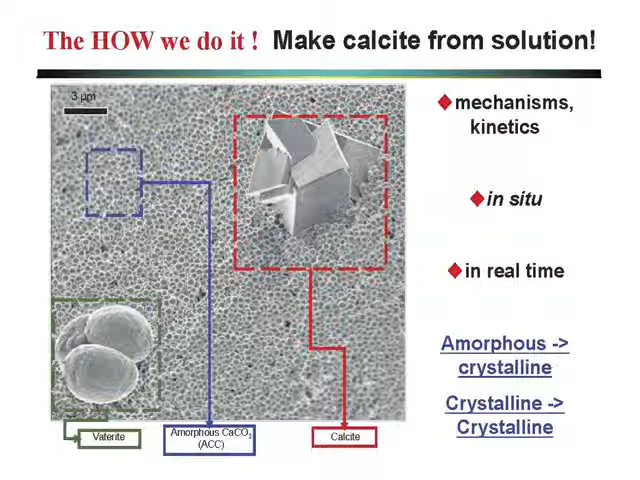 The HOW we do it ! Make calcite from solution!
3 μm
mechanisms,
kinetics
in situ
in real time
Amorphous ->
crystalline
Crystalline ->
Crystalline
Vaterite
Amorphous CaCO3
(ACC)
Calcite